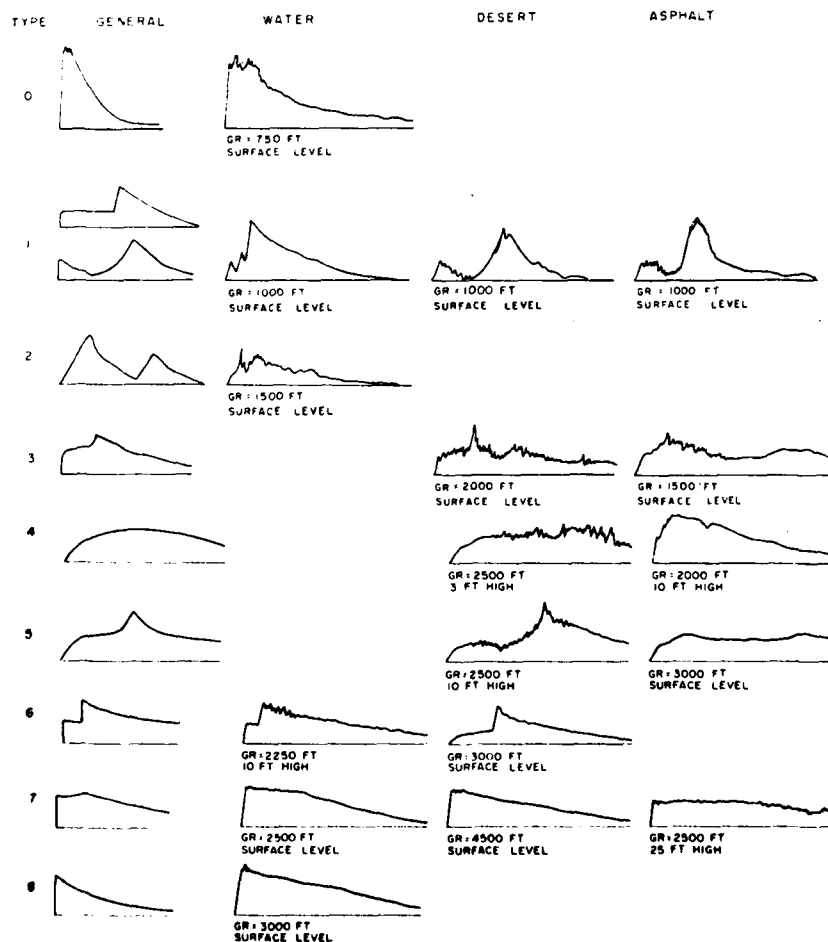 TYPE GENERAL WATER DESERT ASPHALT
0
GR = 750 FT
SURFACE LEVEL
1
GR = 1000 FT
SURFACE LEVEL
GR = 1000 FT
SURFACE LEVEL
GR = 1000 FT
SURFACE LEVEL
2
GR = 1500 FT
SURFACE LEVEL
3
GR = 2000 FT
SURFACE LEVEL
GR = 1500 FT
SURFACE LEVEL
4
GR = 2500 FT
3 FT HIGH
GR = 2000 FT
10 FT HIGH
5
GR = 2500 FT
10 FT HIGH
GR = 3000 FT
SURFACE LEVEL
6
GR = 2250 FT
10 FT HIGH
GR = 3000 FT
SURFACE LEVEL
7
GR = 2500 FT
SURFACE LEVEL
GR = 4500 FT
SURFACE LEVEL
GR = 2500 FT
25 FT HIGH
8
GR = 3000 FT
SURFACE LEVEL